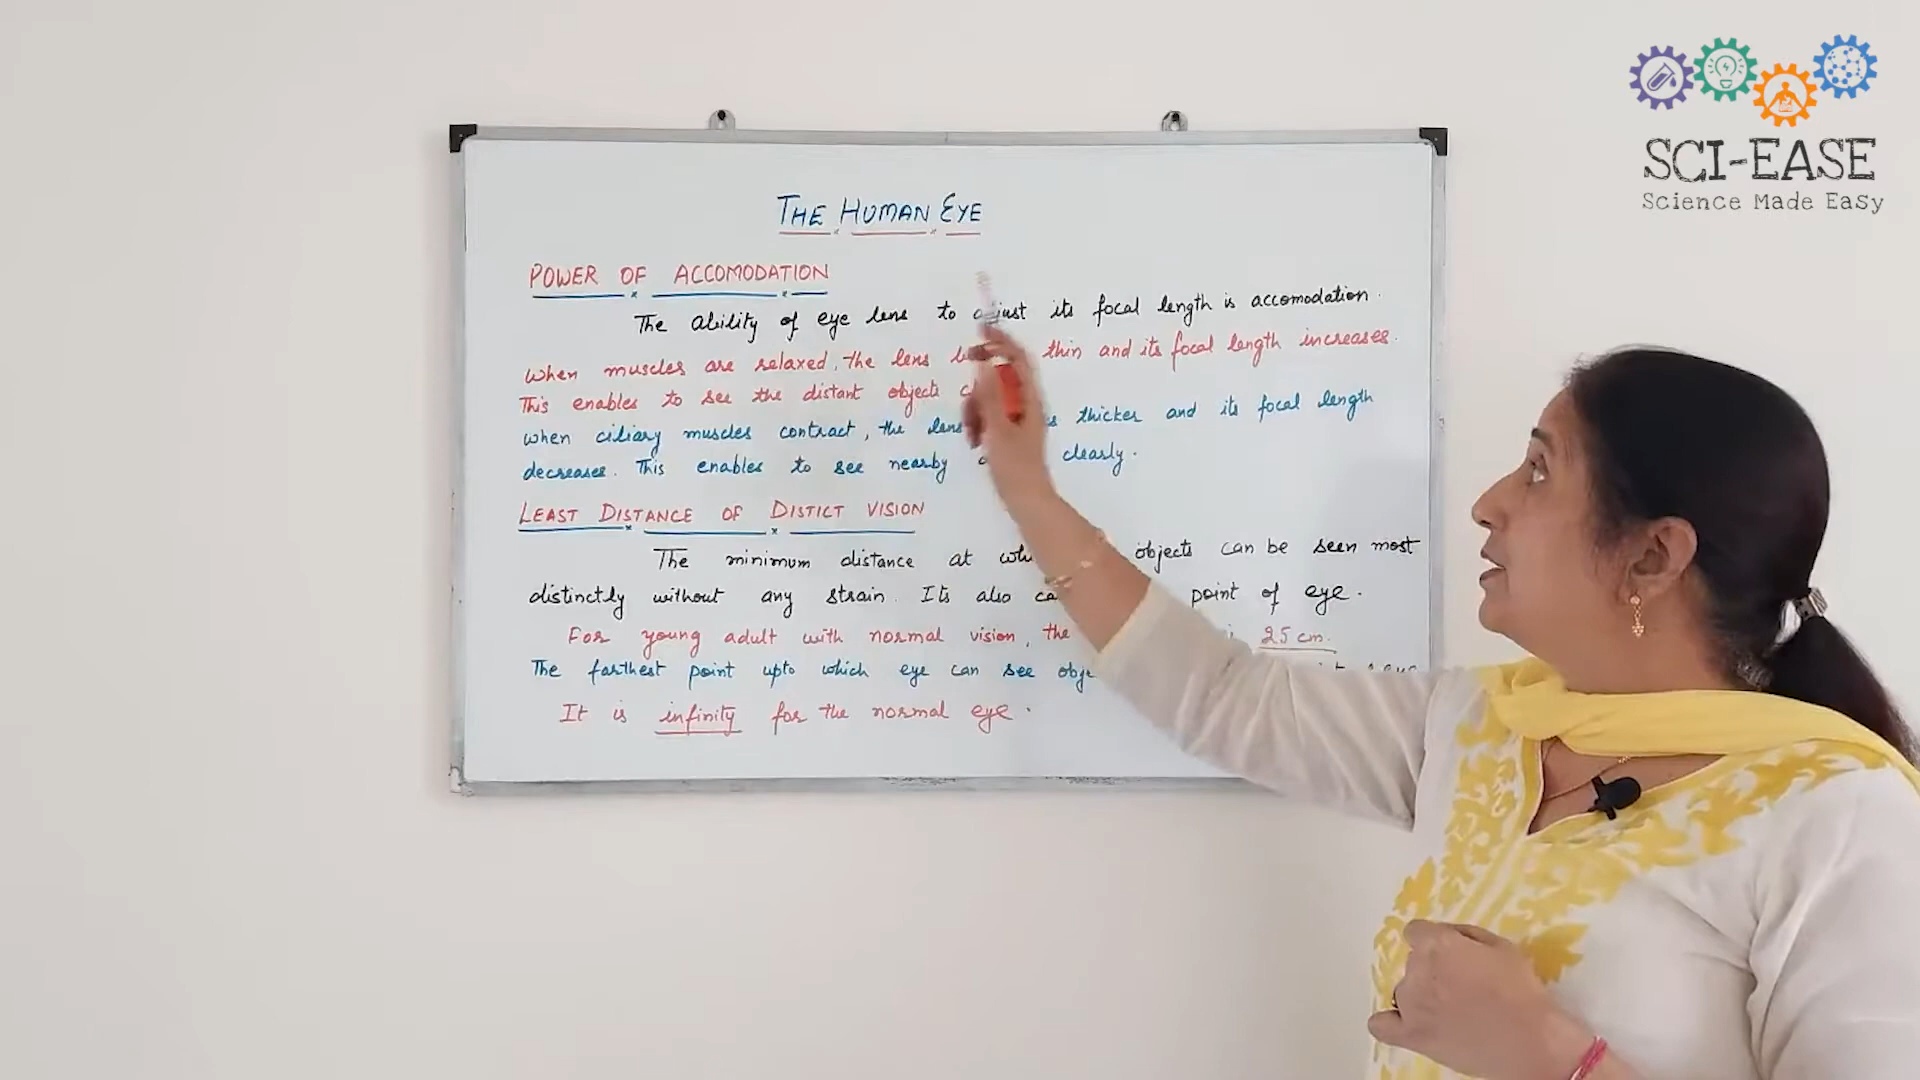 SCI-EASE
Science Made Easy
THE HUMAN EYE
POWER OF ACCOMODATION
The ability of eye lens to adjust its focal length is accomodation.
When muscles are relaxed, the lens thin and its focal length increases.
This enables to see the distant objects
when ciliary muscles contract, the lens thicker and its focal length
decreases. This enables to see nearby clearly.
LEAST DISTANCE OF DISTICT VISION
The minimum distance at objects can be seen most
distinctly without any strain. Its also point of eye.
For young adult with normal vision, the 25 cm.
The farthest point upto which eye can see
It is infinity for the normal eye.